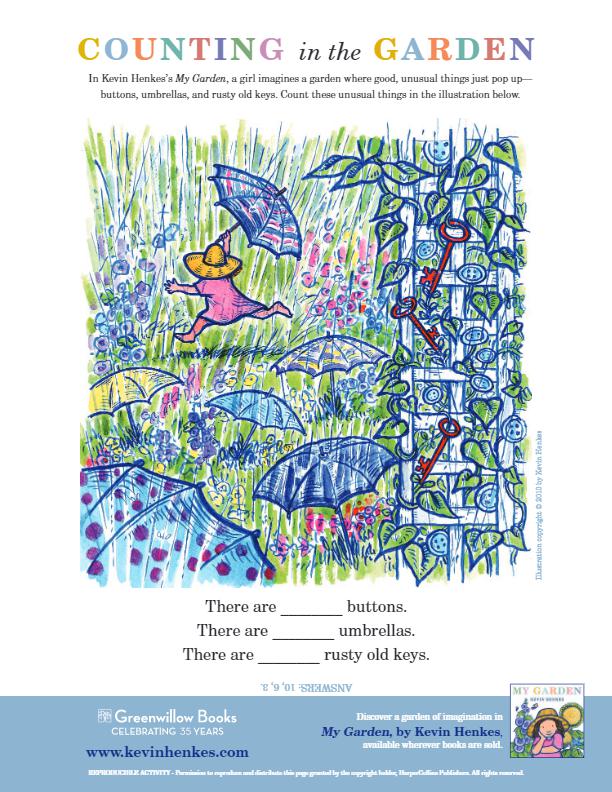 COUNTING in the GARDEN
In Kevin Henkes's My Garden, a girl imagines a garden where good, unusual things just pop up—
buttons, umbrellas, and rusty old keys. Count these unusual things in the illustration below.
Illustration copyright © 2010 by Kevin Henkes
There are ________ buttons.
There are ________ umbrellas.
There are ________ rusty old keys.
ANSWERS: 10, 6, 3.
Greenwillow Books
CELEBRATING 35 YEARS
www.kevinhenkes.com
Discover a garden of imagination in
My Garden, by Kevin Henkes,
available wherever books are sold.
MY GARDEN
KEVIN HENKES
REPRODUCIBLE ACTIVITY - Permission to reproduce and distribute this page granted by the copyright holder, HarperCollins Publishers. All rights reserved.